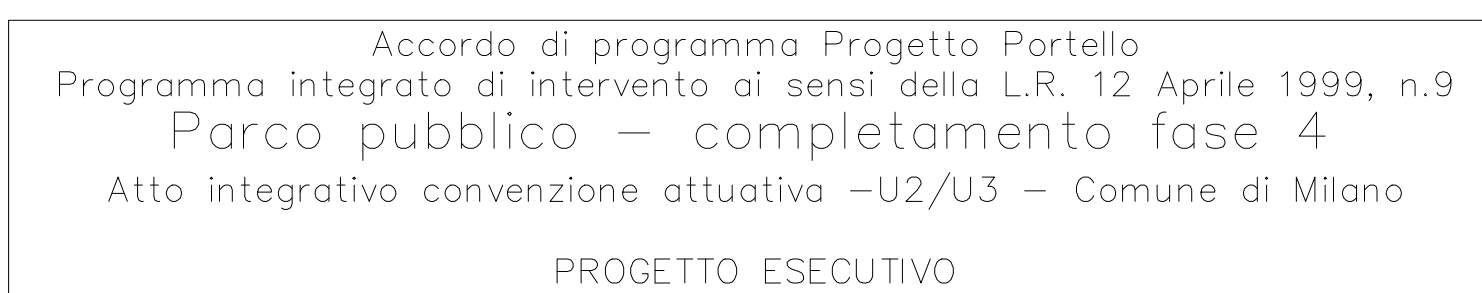 Accordo di programma Progetto Portello
Programma integrato di intervento ai sensi della L.R. 12 Aprile 1999, n.9
Parco pubblico – completamento fase 4
Atto integrativo convenzione attuativa –U2/U3 – Comune di Milano
PROGETTO ESECUTIVO